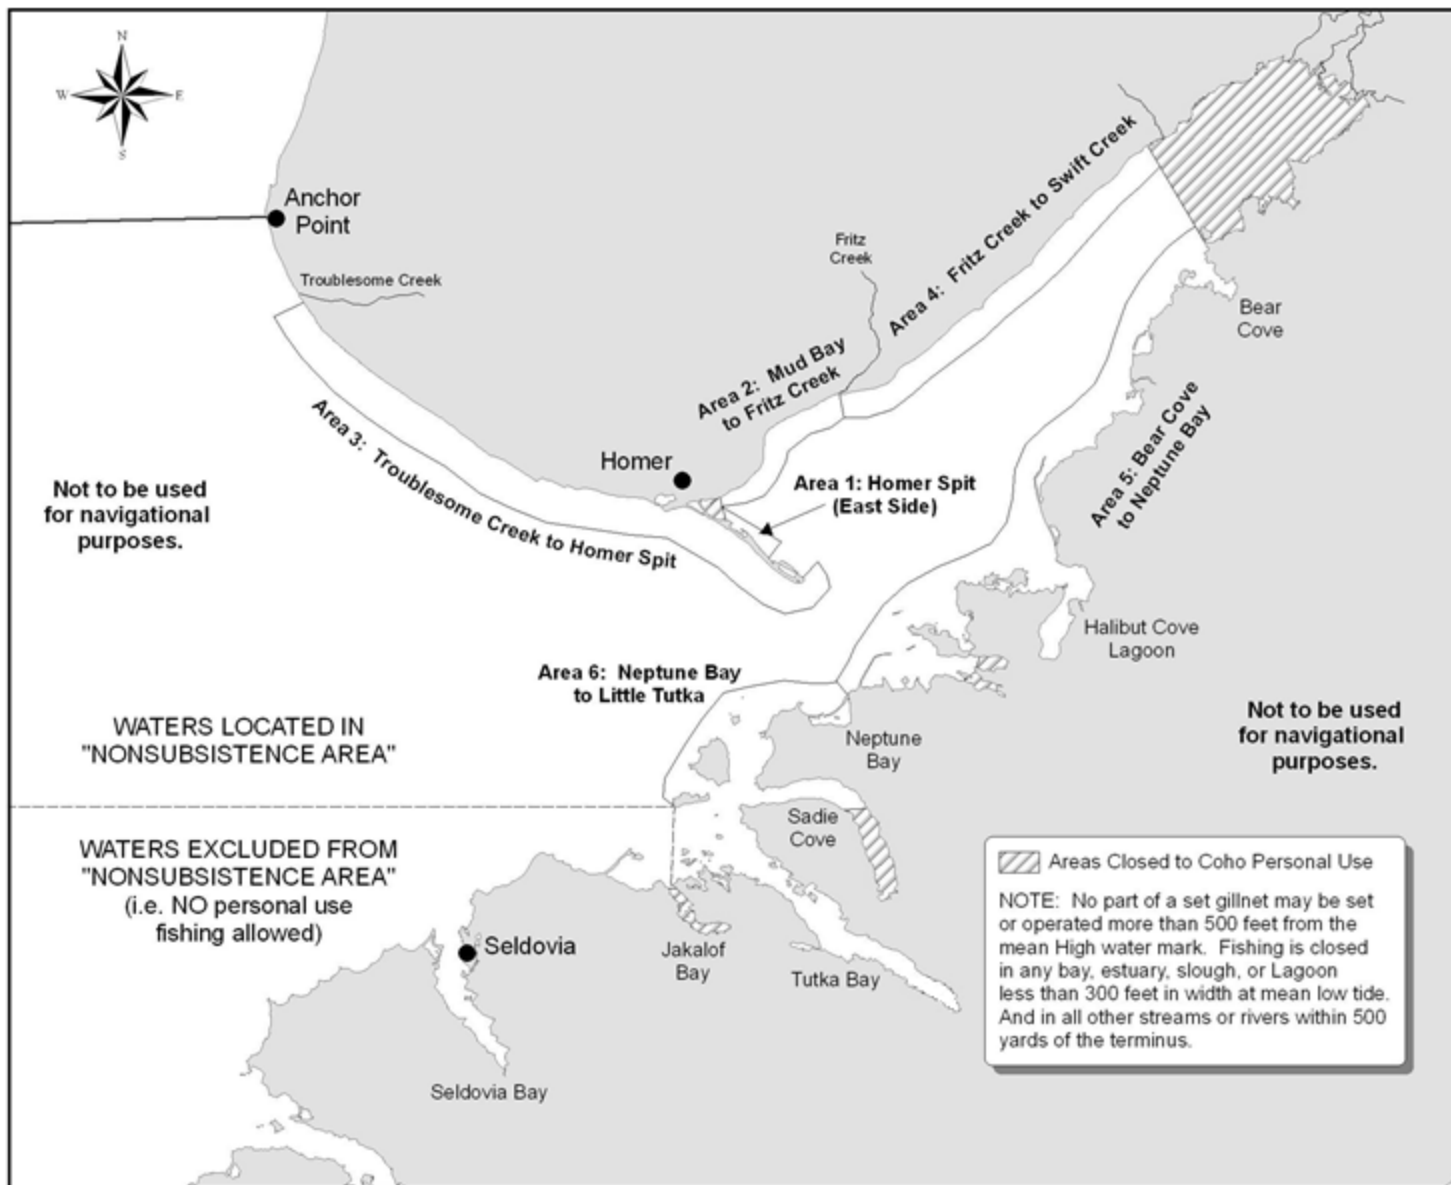 N
W
E
S
Anchor
Point
Troublesome Creek
Fritz
Creek
Area 4: Fritz Creek to Swift Creek
Bear
Cove
Area 2: Mud Bay
to Fritz Creek
Area 3: Troublesome Creek to Homer Spit
Homer
Area 1: Homer Spit
(East Side)
Area 5: Bear Cove
to Neptune Bay
Not to be used
for navigational
purposes.
Halibut Cove
Lagoon
Area 6: Neptune Bay
to Little Tutka
WATERS LOCATED IN
"NONSUBSISTENCE AREA"
Neptune
Bay
Not to be used
for navigational
purposes.
Sadie
Cove
WATERS EXCLUDED FROM
"NONSUBSISTENCE AREA"
(i.e. NO personal use
fishing allowed)
Seldovia
Jakalof
Bay
Tutka Bay
Seldovia Bay
Areas Closed to Coho Personal Use
NOTE: No part of a set gillnet may be set
or operated more than 500 feet from the
mean High water mark. Fishing is closed
in any bay, estuary, slough, or Lagoon
less than 300 feet in width at mean low tide.
And in all other streams or rivers within 500
yards of the terminus.